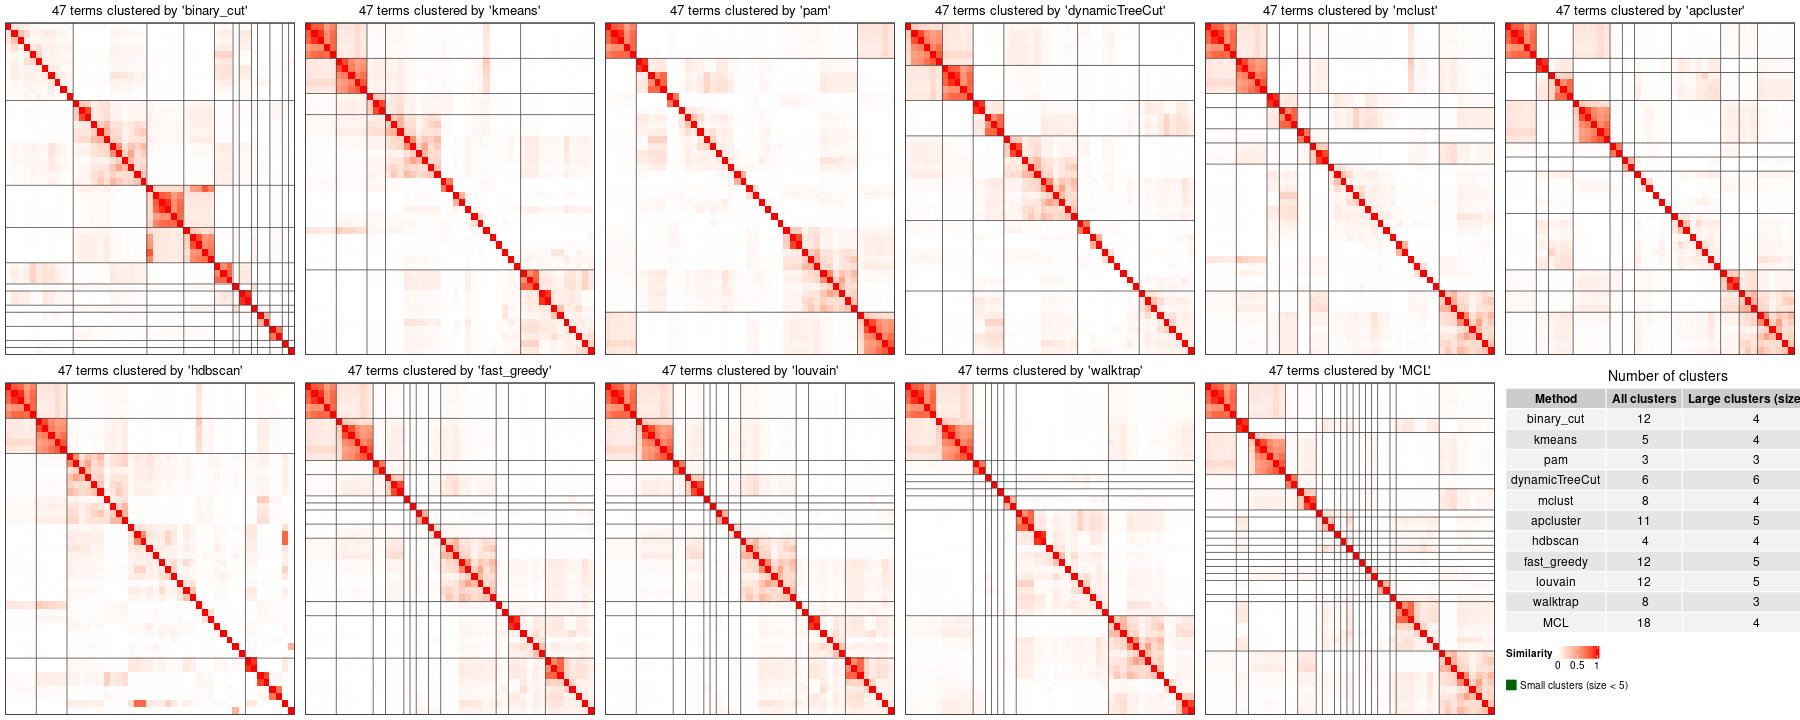 47 terms clustered by 'binary_cut'
47 terms clustered by 'kmeans'
47 terms clustered by 'pam'
47 terms clustered by 'dynamicTreeCut'
47 terms clustered by 'mclust'
47 terms clustered by 'apcluster'
47 terms clustered by 'hdbscan'
47 terms clustered by 'fast_greedy'
47 terms clustered by 'louvain'
47 terms clustered by 'walktrap'
47 terms clustered by 'MCL'
Number of clusters
Method All clusters Large clusters (size
binary_cut 12 4
kmeans 5 4
pam 3 3
dynamicTreeCut 6 6
mclust 8 4
apcluster 11 5
hdbscan 4 4
fast_greedy 12 5
louvain 12 5
walktrap 8 3
MCL 18 4
Similarity
0 0.5 1
Small clusters (size < 5)